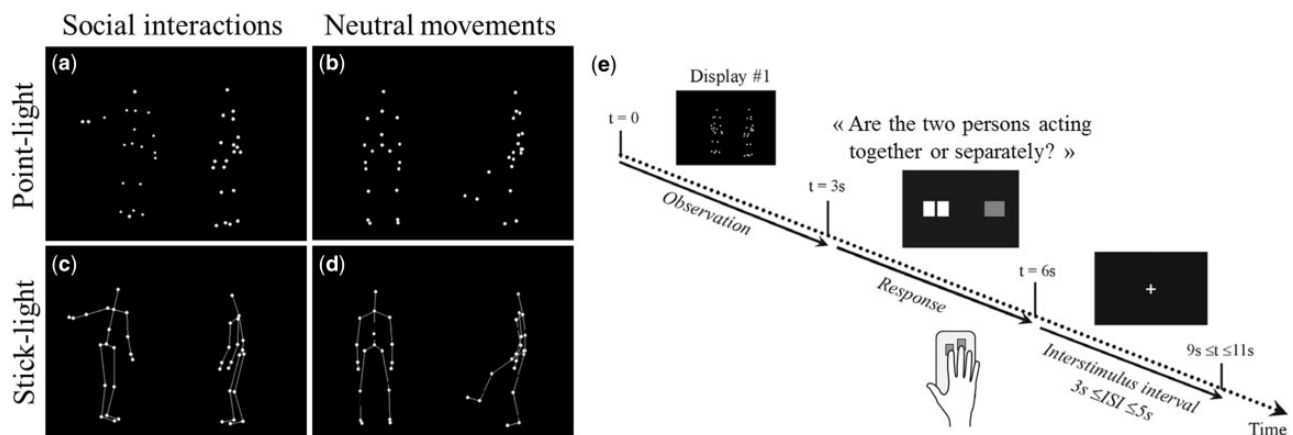 Social interactions
Neutral movements
Point-light
Stick-light
(a)
(b)
(c)
(d)
(e)
Display #1
t = 0
« Are the two persons acting
together or separately? »
t = 3s
Observation
t = 6s
Response
9s ≤t ≤11s
Interstimulus interval
3s ≤ISI ≤5s
Time